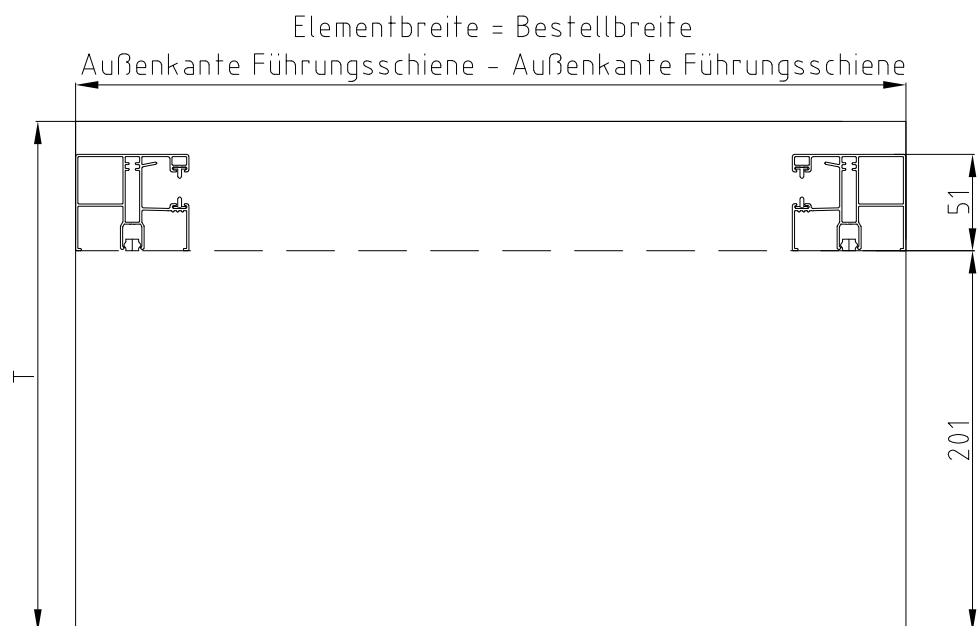 Elementbreite = Bestellbreite
Außenkante Führungsschiene - Außenkante Führungsschiene
51
T
201